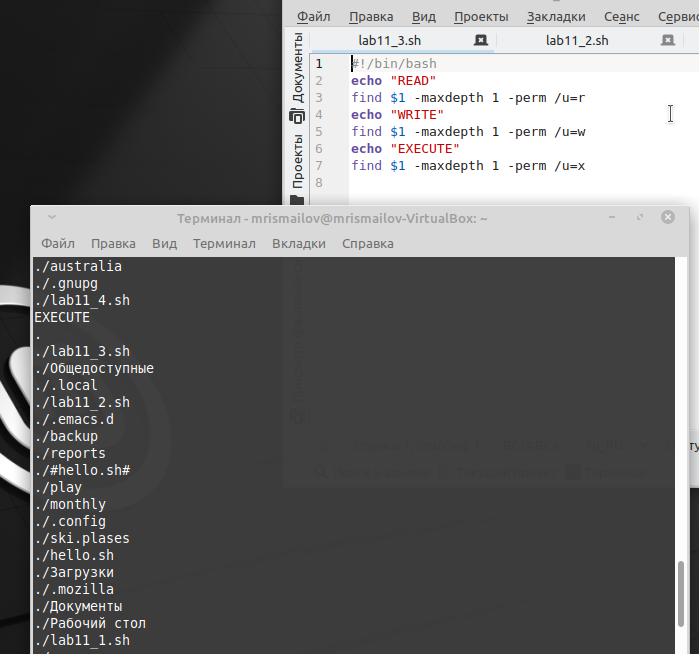 Файл Правка Вид Проекты Закладки Сеанс Сервис
lab11_3.sh lab11_2.sh
Документы
Проекты
1 #!/bin/bash
2 echo "READ"
3 find $1 -maxdepth 1 -perm /u=r
4 echo "WRITE"
5 find $1 -maxdepth 1 -perm /u=w
6 echo "EXECUTE"
7 find $1 -maxdepth 1 -perm /u=x
8
Терминал - mrismailov@mrismailov-VirtualBox: ~
Файл Правка Вид Терминал Вкладки Справка
./australia
./.gnupg
./lab11_4.sh
EXECUTE
.
./lab11_3.sh
./Общедоступные
./.local
./lab11_2.sh
./.emacs.d
./backup
./reports
./#hello.sh#
./play
./monthly
./.config
./ski.plases
./hello.sh
./Загрузки
./.mozilla
./Документы
./Рабочий стол
./lab11_1.sh